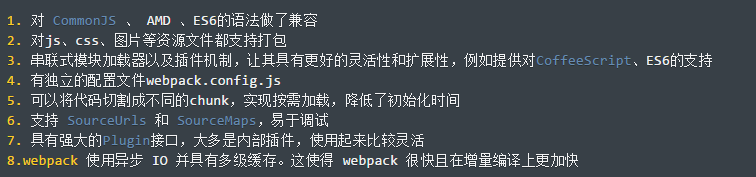 1. 对 CommonJS 、 AMD 、ES6的语法做了兼容
2. 对js、css、图片等资源文件都支持打包
3. 串联式模块加载器以及插件机制，让其具有更好的灵活性和扩展性，例如提供对CoffeeScript、ES6的支持
4. 有独立的配置文件webpack.config.js
5. 可以将代码切割成不同的chunk，实现按需加载，降低了初始化时间
6. 支持 SourceUrls 和 SourceMaps，易于调试
7. 具有强大的Plugin接口，大多是内部插件，使用起来比较灵活
8.webpack 使用异步 IO 并具有多级缓存。这使得 webpack 很快且在增量编译上更加快